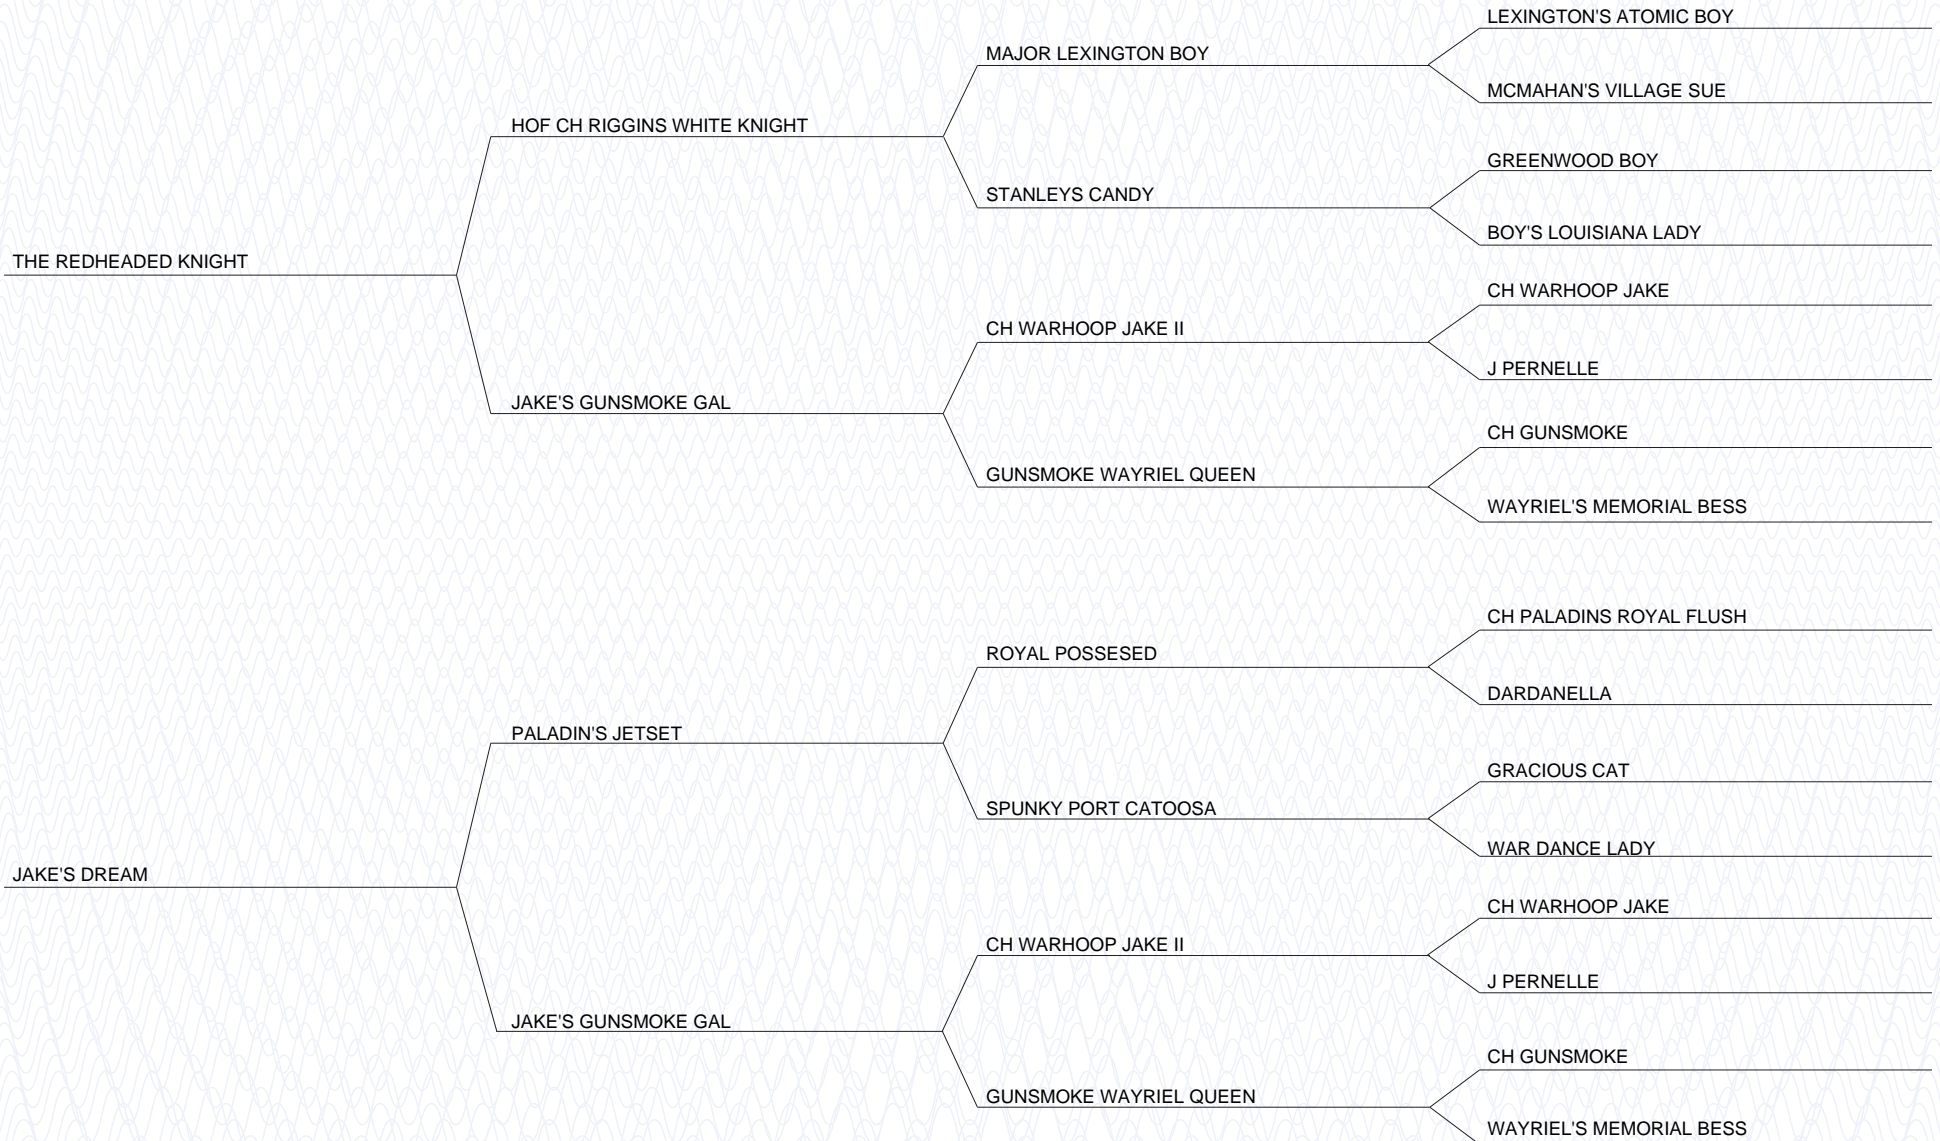 LEXINGTON'S ATOMIC BOY
MAJOR LEXINGTON BOY
MCMAHAN'S VILLAGE SUE
HOF CH RIGGINS WHITE KNIGHT
GREENWOOD BOY
STANLEYS CANDY
BOY'S LOUISIANA LADY
THE REDHEADED KNIGHT
CH WARHOOP JAKE
CH WARHOOP JAKE II
J PERNELLE
JAKE'S GUNSMOKE GAL
CH GUNSMOKE
GUNSMOKE WAYRIEL QUEEN
WAYRIEL'S MEMORIAL BESS
CH PALADINS ROYAL FLUSH
ROYAL POSSESED
DARDANELLA
PALADIN'S JETSET
GRACIOUS CAT
SPUNKY PORT CATOOSA
WAR DANCE LADY
JAKE'S DREAM
CH WARHOOP JAKE
CH WARHOOP JAKE II
J PERNELLE
JAKE'S GUNSMOKE GAL
CH GUNSMOKE
GUNSMOKE WAYRIEL QUEEN
WAYRIEL'S MEMORIAL BESS